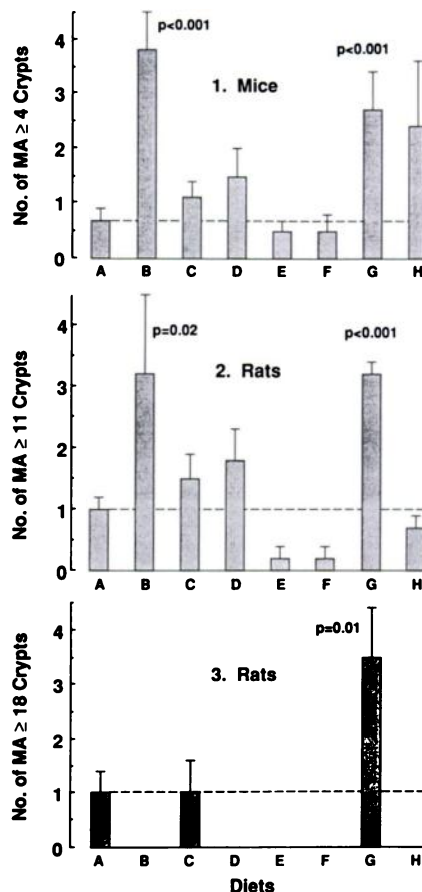 No. of MA ≥ 4 Crypts
4
3
2
1
0
p<0.001
p<0.001
1. Mice
A B C D E F G H
No. of MA ≥ 11 Crypts
4
3
2
1
0
p=0.02
p<0.001
2. Rats
A B C D E F G H
No. of MA ≥ 18 Crypts
4
3
2
1
0
p=0.01
3. Rats
A B C D E F G H
Diets